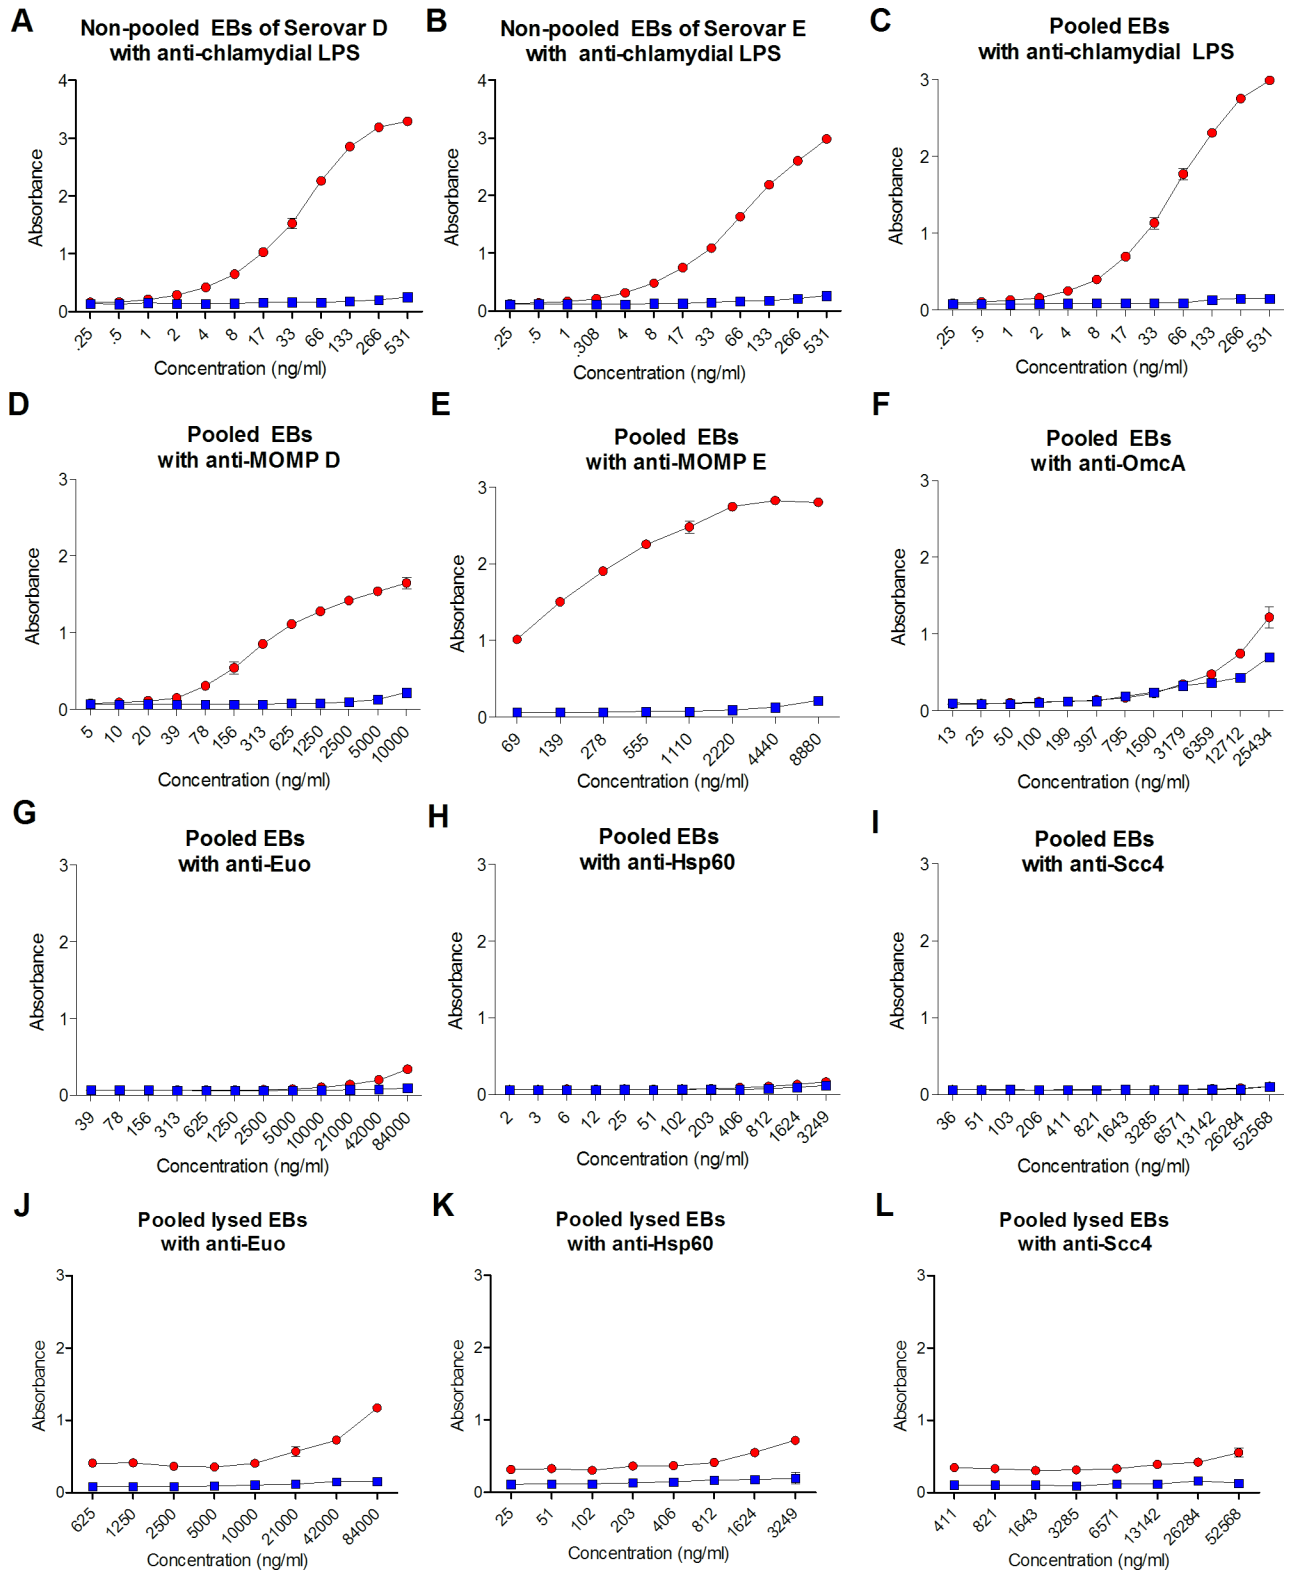 A
Non-pooled EBs of Serovar D
with anti-chlamydial LPS
4
3
2
1
0
Absorbance
.25 .5 1 2 4 8 17 33 66 133 266 531
Concentration (ng/ml)
B
Non-pooled EBs of Serovar E
with anti-chlamydial LPS
4
3
2
1
0
Absorbance
.25 .5 1 .308 4 8 17 33 66 133 266 531
Concentration (ng/ml)
C
Pooled EBs
with anti-chlamydial LPS
3
2
1
0
Absorbance
.25 .5 1 2 4 8 17 33 66 133 266 531
Concentration (ng/ml)
D
Pooled EBs
with anti-MOMP D
3
2
1
0
Absorbance
5 10 20 39 78 156 313 625 1250 2500 5000 10000
Concentration (ng/ml)
E
Pooled EBs
with anti-MOMP E
3
2
1
0
Absorbance
69 139 278 555 1110 2220 4440 8880
Concentration (ng/ml)
F
Pooled EBs
with anti-OmcA
3
2
1
0
Absorbance
13 25 50 100 199 397 795 1590 3179 6359 12712 25434
Concentration (ng/ml)
G
Pooled EBs
with anti-Euo
3
2
1
0
Absorbance
39 78 156 313 625 1250 2500 5000 10000 21000 42000 84000
Concentration (ng/ml)
H
Pooled EBs
with anti-Hsp60
3
2
1
0
Absorbance
2 3 6 12 25 51 102 203 406 812 1624 3249
Concentration (ng/ml)
I
Pooled EBs
with anti-Scc4
3
2
1
0
Absorbance
36 51 103 206 411 821 1643 3285 6571 13142 26284 52568
Concentration (ng/ml)
J
Pooled lysed EBs
with anti-Euo
3
2
1
0
Absorbance
625 1250 2500 5000 10000 21000 42000 84000
Concentration (ng/ml)
K
Pooled lysed EBs
with anti-Hsp60
3
2
1
0
Absorbance
25 51 102 203 406 812 1624 3249
Concentration (ng/ml)
L
Pooled lysed EBs
with anti-Scc4
3
2
1
0
Absorbance
411 821 1643 3285 6571 13142 26284 52568
Concentration (ng/ml)